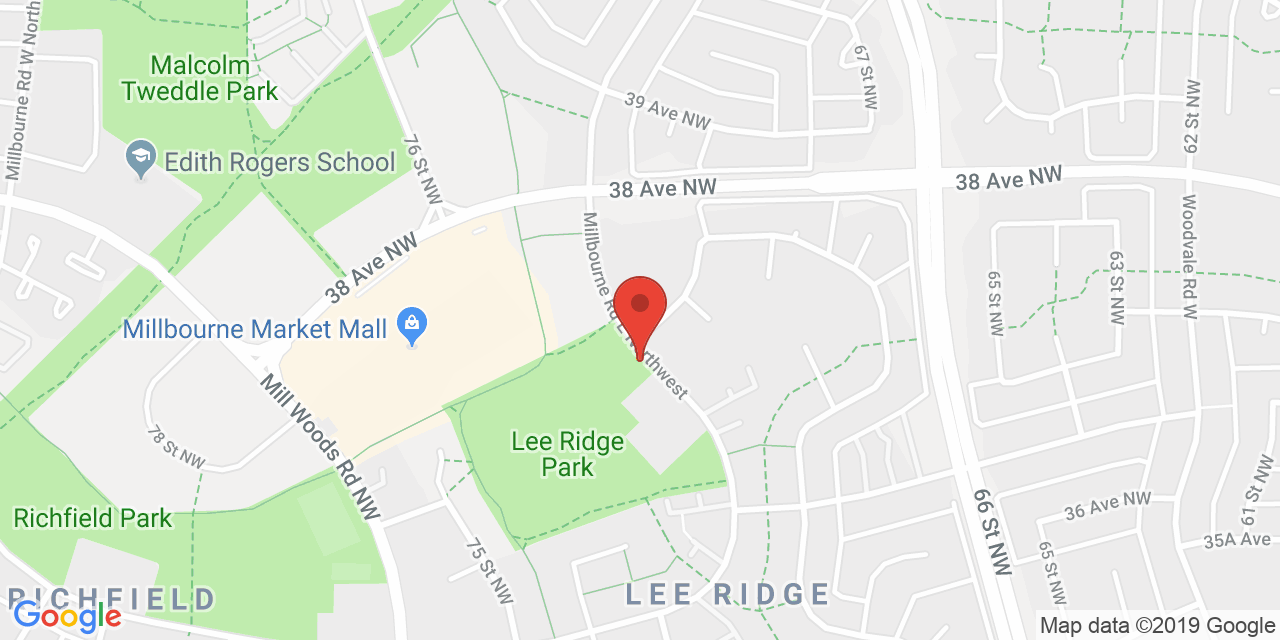 Millbourne Rd W North
Malcolm
Tweddle Park
Edith Rogers School
76 St NW
39 Ave NW
67 St NW
62 St NW
38 Ave NW
38 Ave NW
38 Ave NW
Millbourne Rd E Northwest
Woodvale Rd W
65 St NW
63 St NW
Millbourne Market Mall
Mill Woods Rd NW
78 St NW
Lee Ridge
Park
Richfield Park
75 St NW
66 St NW
36 Ave NW
61 St NW
35A Ave
65 St NW
RICHFIELD
LEE RIDGE
Google
Map data ©2019 Google